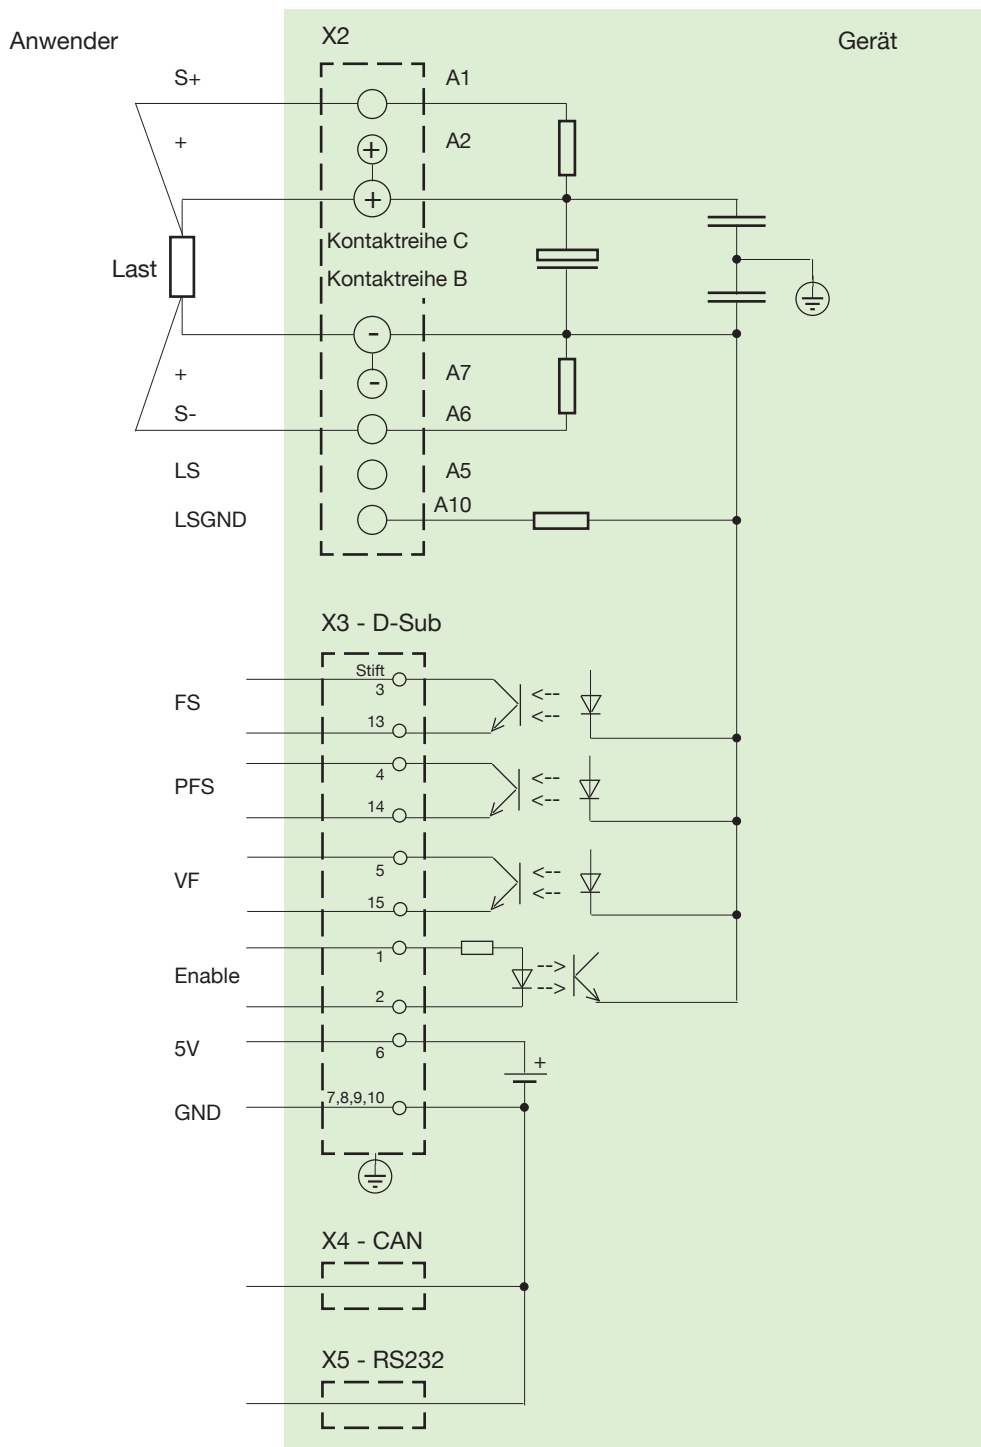 Anwender
X2
Gerät
S+
A1
+
A2
+
+
Kontaktreihe C
Last
Kontaktreihe B
-
+
-
A7
S-
A6
LS
A5
LSGND
A10
X3 - D-Sub
Stift
3
FS
<--
<--
13
4
PFS
<--
<--
14
5
VF
<--
<--
15
1
Enable
-->
-->
2
5V
6
+
7,8,9,10
GND
X4 - CAN
X5 - RS232